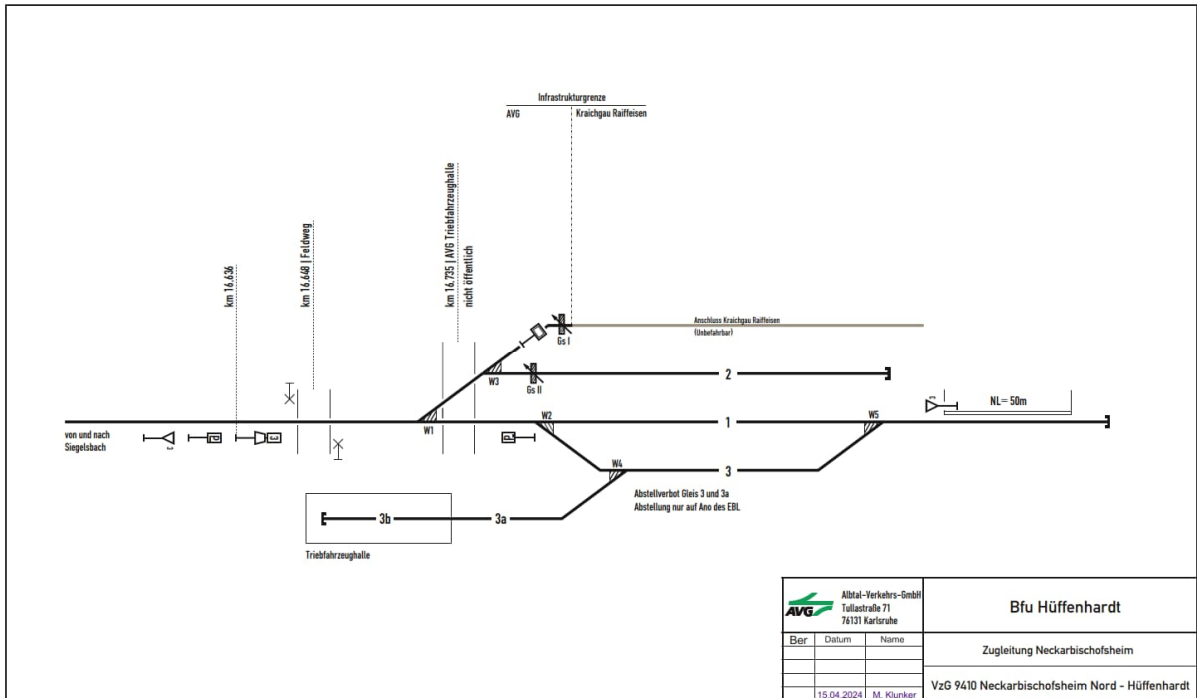 Infrastrukturgrenze
AVG
Kraichgau Raiffeisen
km 16,636
km 16,648 | Feldweg
km 16,735 | AVG Triebfahrzeughalle
nicht öffentlich
Gs I
Anschluss Kraichgau Raiffeisen
(Unbefahrbar)
W3
Gs II
2
NL= 50m
von und nach
Siegelsbach
3
W1
W2
1
W5
W4
3
Abstellverbot Gleis 3 und 3a
Abstellung nur auf Ano des EBL
3b
3a
Triebfahrzeughalle
AVG
Albtal-Verkehrs-GmbH
Tullastraße 71
76131 Karlsruhe
Bfu Hüffenhardt
Ber
Datum
Name
Zugleitung Neckarbischofsheim
15.04.2024
M. Klunker
VzG 9410 Neckarbischofsheim Nord - Hüffenhardt